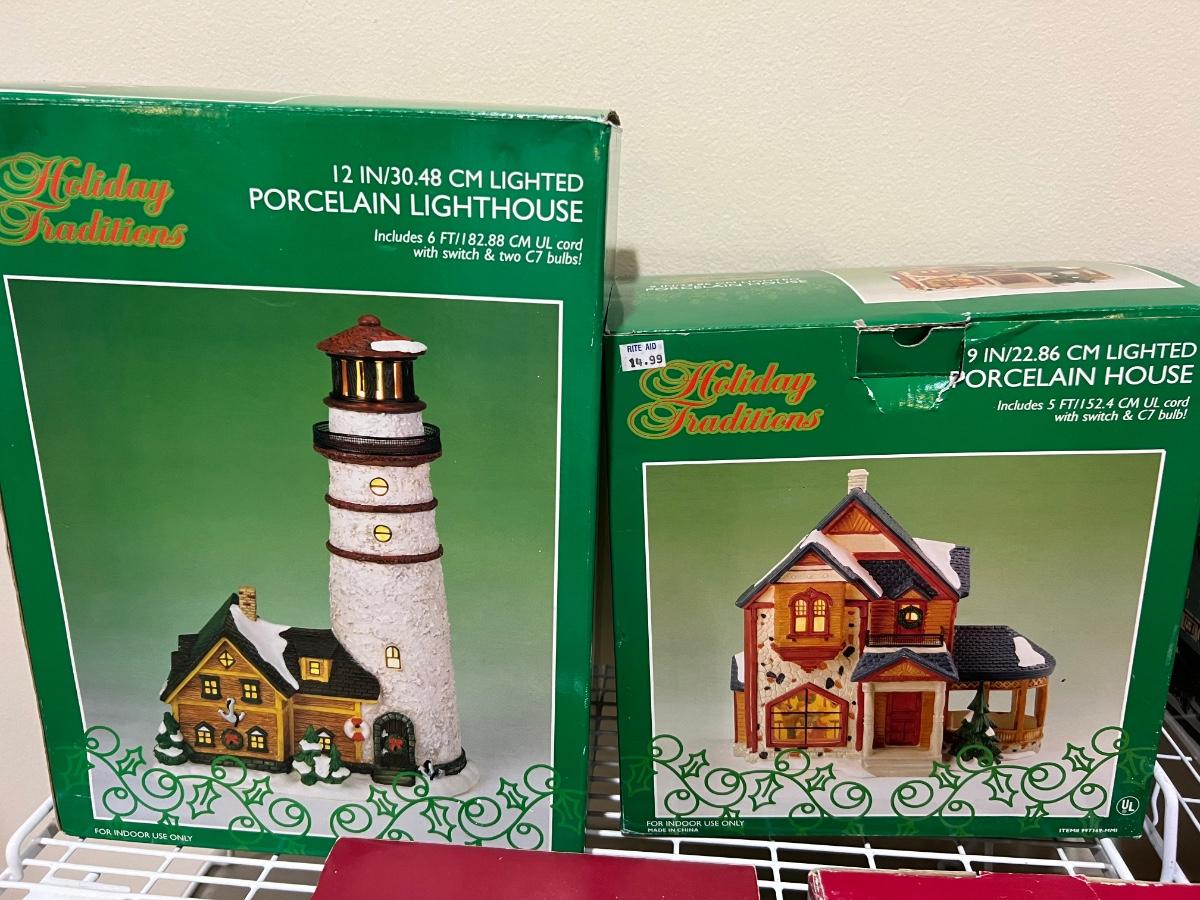 Holiday
Traditions
12 IN/30.48 CM LIGHTED
PORCELAIN LIGHTHOUSE
Includes 6 FT/182.88 CM UL cord
with switch & two C7 bulbs!
FOR INDOOR USE ONLY
PORCELAIN HOUSE
RITE AID
14.99
Holiday
Traditions
9 IN/22.86 CM LIGHTED
PORCELAIN HOUSE
Includes 5 FT/152.4 CM UL cord
with switch & C7 bulb!
FOR INDOOR USE ONLY
MADE IN CHINA
UL